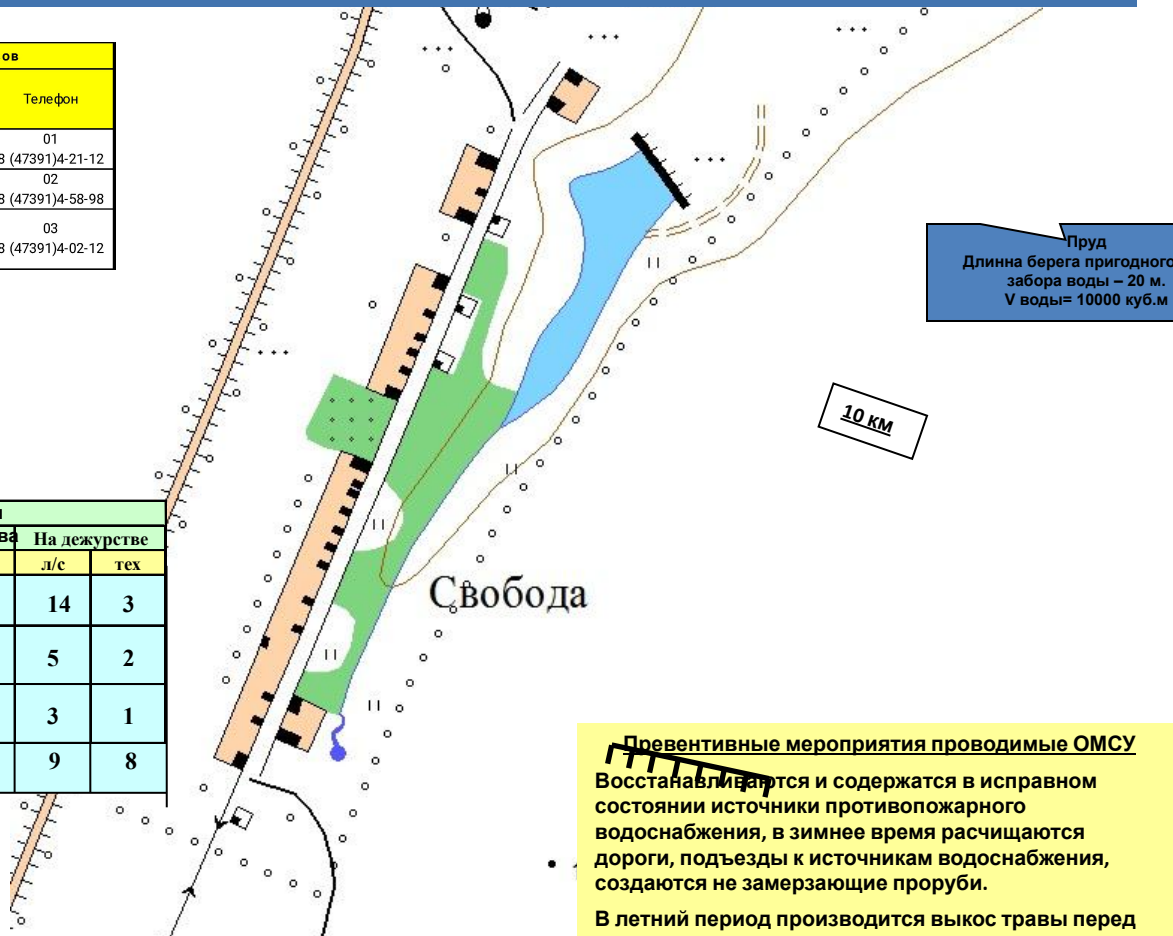 ов
Телефон
01
8 (47391)4-21-12
02
8 (47391)4-58-98
03
8 (47391)4-02-12
Пруд
Длинна берега пригодного
забора воды – 20 м.
V воды= 10000 куб.м
10 км
ва На дежурстве
л/с тех
14 3
5 2
3 1
9 8
Свобода
Превентивные мероприятия проводимые ОМСУ
Восстанавливаются и содержатся в исправном
состоянии источники противопожарного
водоснабжения, в зимнее время расчищаются
дороги, подъезды к источникам водоснабжения,
создаются не замерзающие проруби.
В летний период производится выкос травы перед